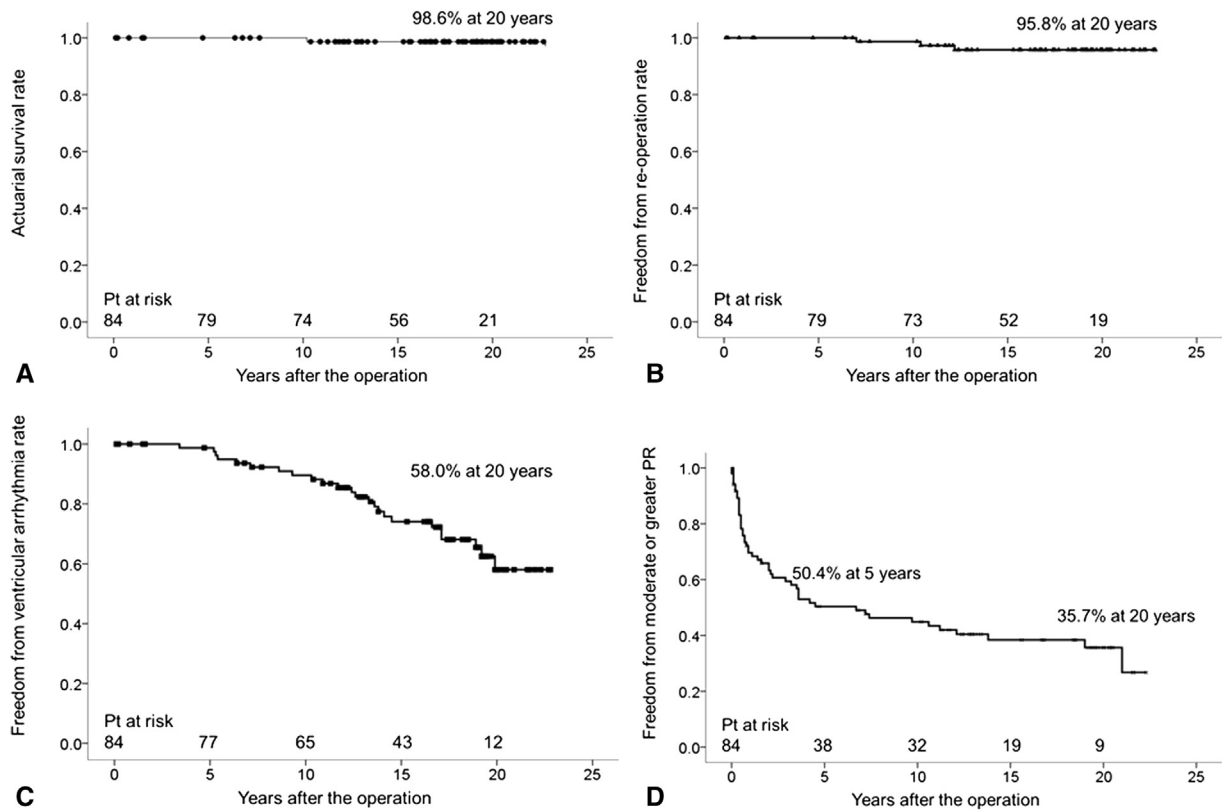 98.6% at 20 years
Actuarial survival rate
1.0
0.8
0.6
0.4
0.2
0.0
Pt at risk
84 79 74 56 21
0 5 10 15 20 25
Years after the operation
A
95.8% at 20 years
Freedom from re-operation rate
1.0
0.8
0.6
0.4
0.2
0.0
Pt at risk
84 79 73 52 19
0 5 10 15 20 25
Years after the operation
B
58.0% at 20 years
Freedom from ventricular arrhythmia rate
1.0
0.8
0.6
0.4
0.2
0.0
Pt at risk
84 77 65 43 12
0 5 10 15 20 25
Years after the operation
C
50.4% at 5 years
35.7% at 20 years
Freedom from moderate or greater PR
1.0
0.8
0.6
0.4
0.2
0.0
Pt at risk
84 38 32 19 9
0 5 10 15 20 25
Years after the operation
D